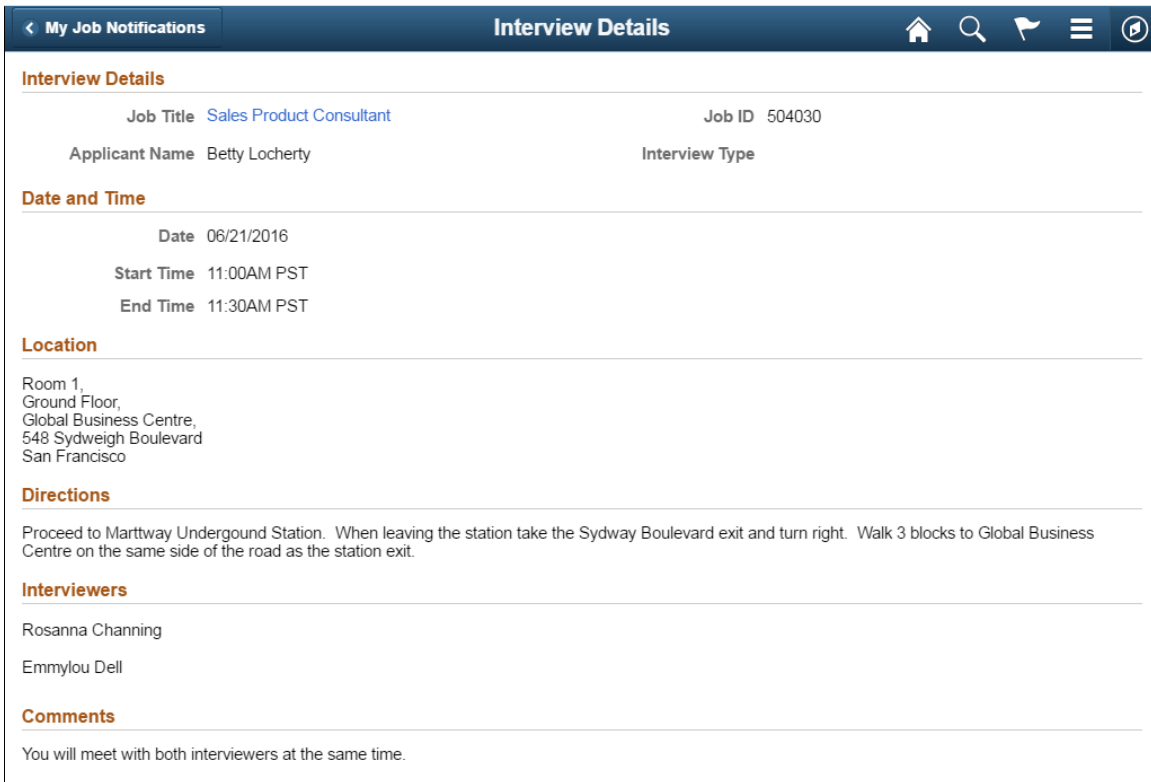 My Job Notifications
Interview Details
Interview Details
Job Title Sales Product Consultant Job ID 504030
Applicant Name Betty Locherty Interview Type
Date and Time
Date 06/21/2016
Start Time 11:00AM PST
End Time 11:30AM PST
Location
Room 1,
Ground Floor,
Global Business Centre,
548 Sydweigh Boulevard
San Francisco
Directions
Proceed to Marttway Undergound Station. When leaving the station take the Sydway Boulevard exit and turn right. Walk 3 blocks to Global Business
Centre on the same side of the road as the station exit.
Interviewers
Rosanna Channing
Emmylou Dell
Comments
You will meet with both interviewers at the same time.